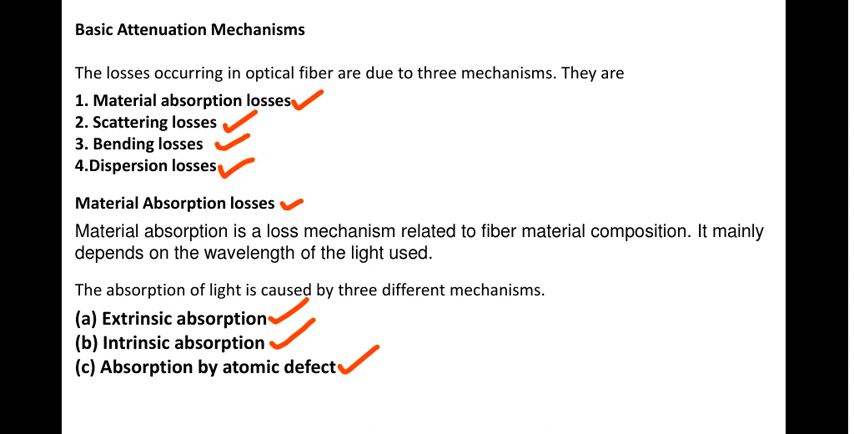 Basic Attenuation Mechanisms
The losses occurring in optical fiber are due to three mechanisms. They are
1. Material absorption losses
2. Scattering losses
3. Bending losses
4.Dispersion losses
Material Absorption losses
Material absorption is a loss mechanism related to fiber material composition. It mainly
depends on the wavelength of the light used.
The absorption of light is caused by three different mechanisms.
(a) Extrinsic absorption
(b) Intrinsic absorption
(c) Absorption by atomic defect